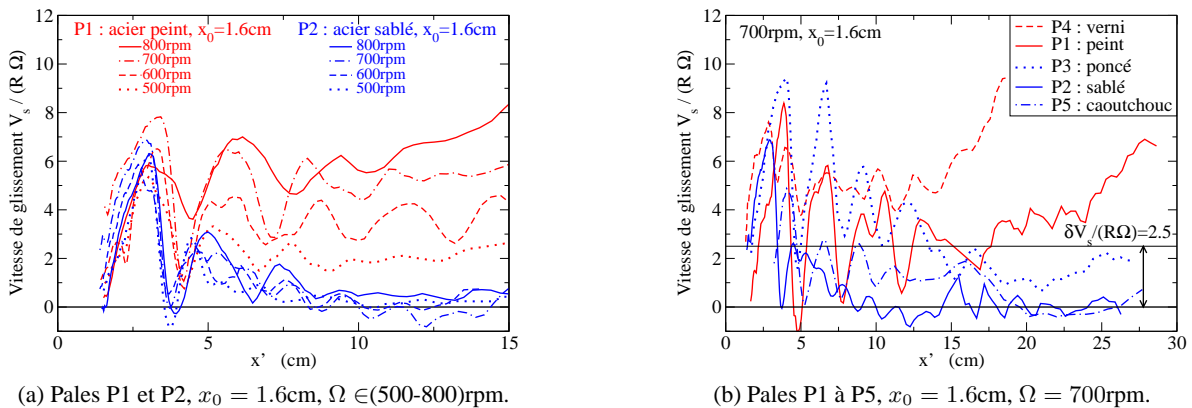 P1 : acier peint, x0=1.6cm
800rpm
700rpm
600rpm
500rpm
P2 : acier sablé, x0=1.6cm
800rpm
700rpm
600rpm
500rpm
Vitesse de glissement Vs / (R Ω)
12
10
8
6
4
2
0
0
5
10
15
x' (cm)
(a) Pales P1 et P2, x0 = 1.6cm, Ω ∈(500-800)rpm.
700rpm, x0=1.6cm
P4 : verni
P1 : peint
P3 : poncé
P2 : sablé
P5 : caoutchouc
δVs/(RΩ)=2.5
Vitesse de glissement Vs / (R Ω)
12
10
8
6
4
2
0
0
5
10
15
20
25
30
x' (cm)
(b) Pales P1 à P5, x0 = 1.6cm, Ω = 700rpm.